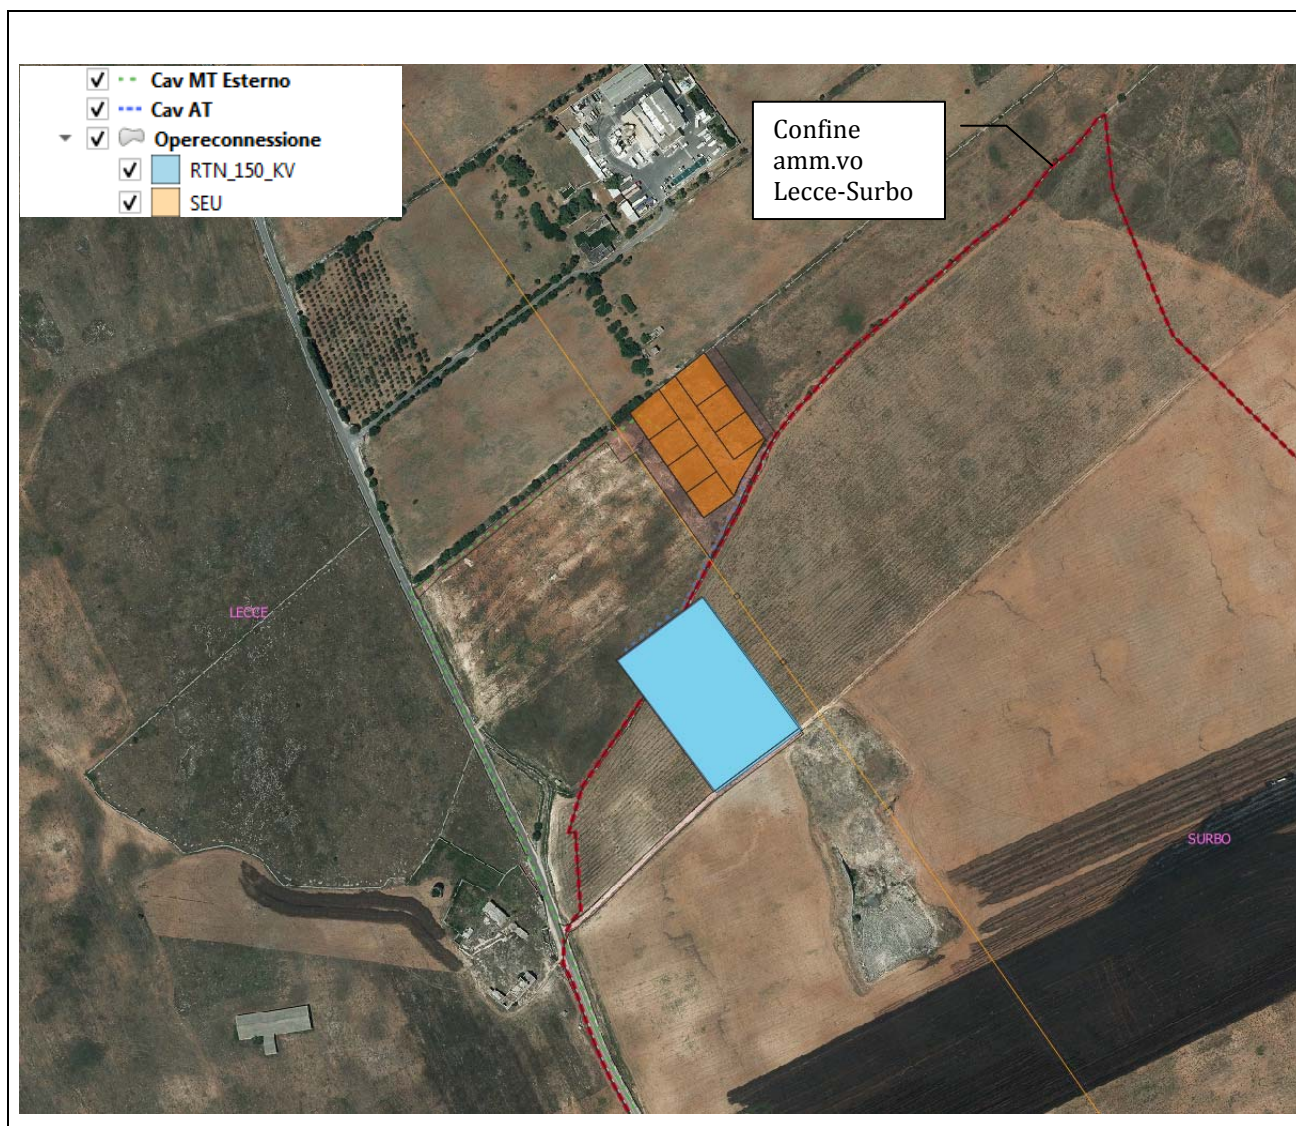 Cav MT Esterno
Cav AT
Opereconnessione
RTN_150_KV
SEU
Confine
amm.vo
Lecce-Surbo
LECCE
SURBO